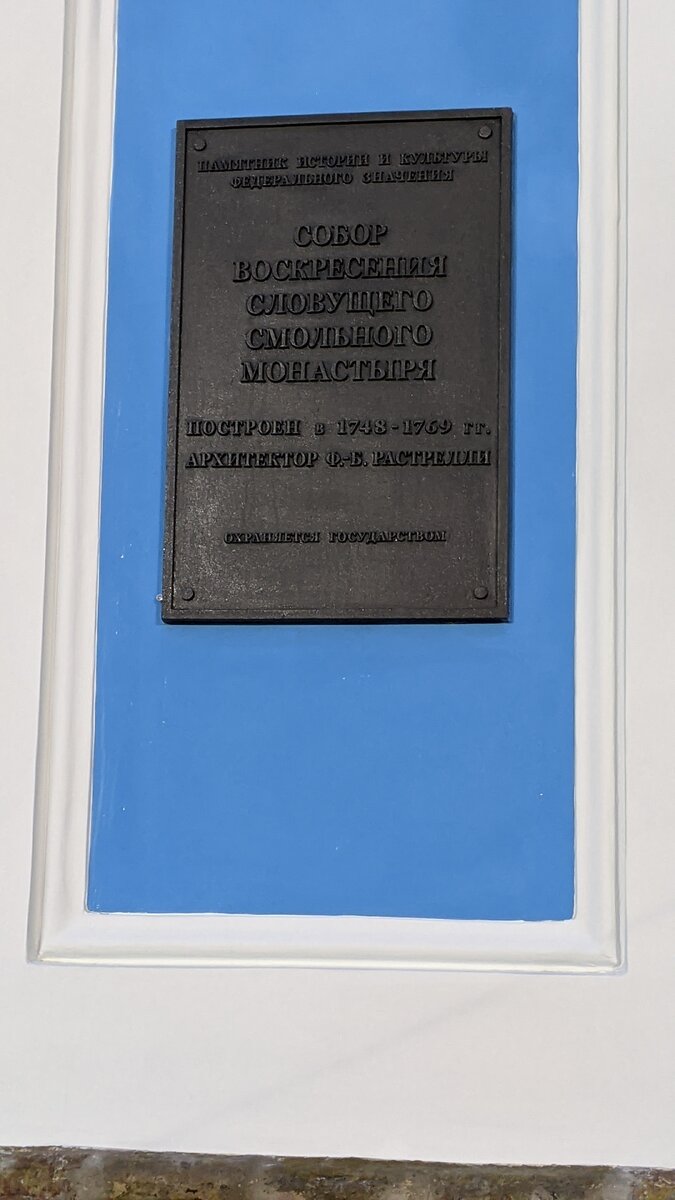 ПАМЯТНИК ИСТОРИИ И КУЛЬТУРЫ
ФЕДЕРАЛЬНОГО ЗНАЧЕНИЯ
СОБОР
ВОСКРЕСЕНИЯ
СЛОВУЩЕГО
СМОЛЬНОГО
МОНАСТЫРЯ
ПОСТРОЕН в 1748-1769 гг.
АРХИТЕКТОР Ф.-Б. РАСТРЕЛЛИ
ОХРАНЯЕТСЯ ГОСУДАРСТВОМ